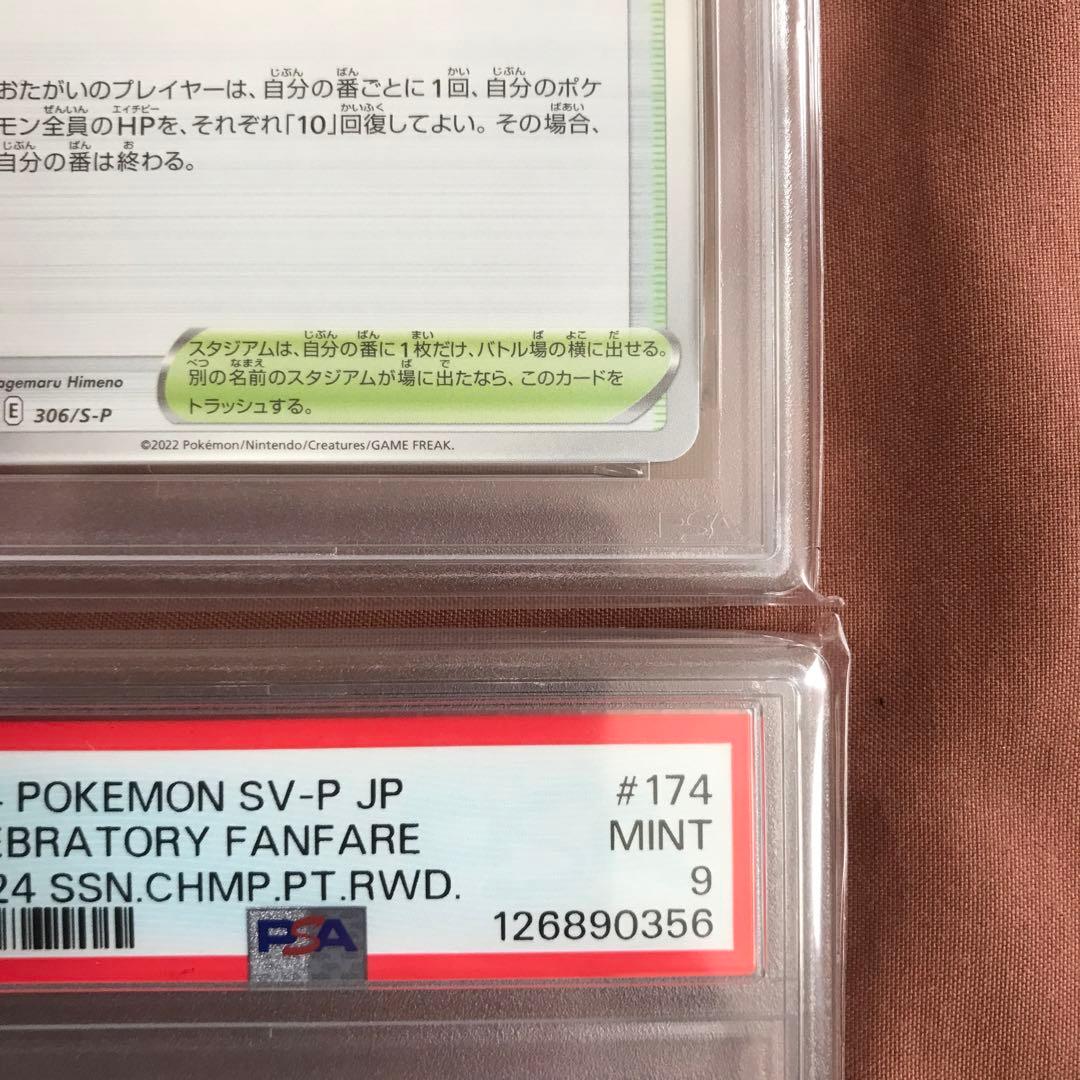 おたがいのプレイヤーは、自分の番ごとに1回、自分のポケ
モン全員のHPを、それぞれ「10」回復してよい。その場合、
自分の番は終わる。
スタジアムは、自分の番に1枚だけ、バトル場の横に出せる。
別の名前のスタジアムが場に出たなら、このカードを
トラッシュする。
agemaru Himeno
E 306/S-P
©2022 Pokémon/Nintendo/Creatures/GAME FREAK.
PSA
POKEMON SV-P JP #174
EBRATORY FANFARE MINT
24 SSN.CHMP.PT.RWD. 9
PSA 126890356